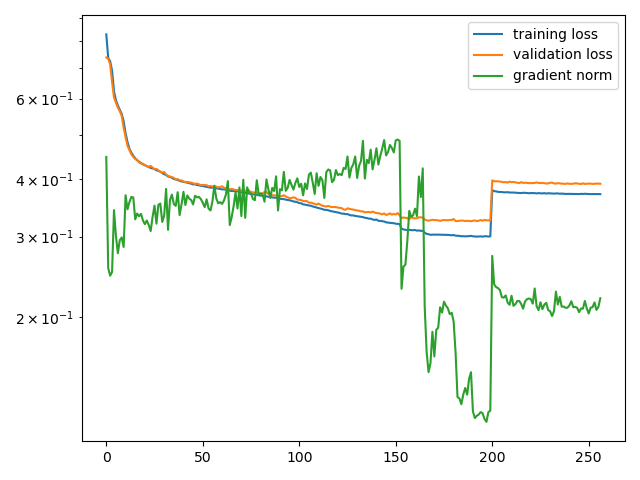 training loss
validation loss
gradient norm
6 × 10⁻¹
4 × 10⁻¹
3 × 10⁻¹
2 × 10⁻¹
0 50 100 150 200 250